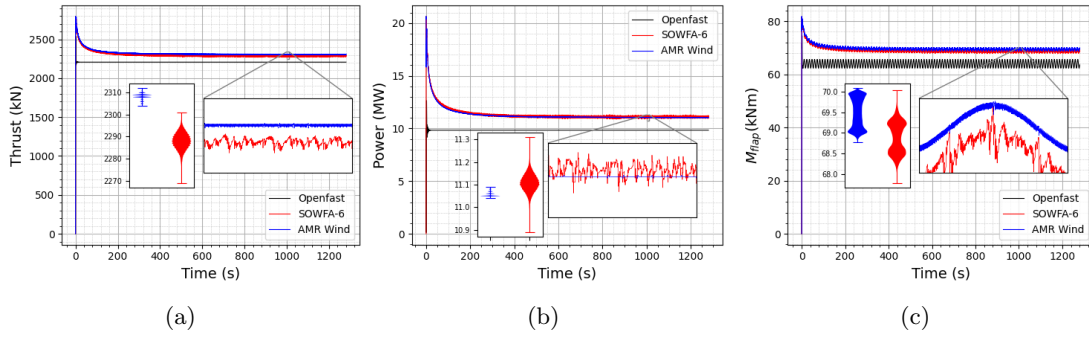 Thrust (kN)
2500
2000
1500
1000
500
0
2310
2300
2290
2280
2270
Openfast
SOWFA-6
AMR Wind
0 200 400 600 800 1000 1200
Time (s)
(a)
Power (MW)
20
15
10
5
0
Openfast
SOWFA-6
AMR Wind
11.3
11.2
11.1
11.0
10.9
0 200 400 600 800 1000 1200
Time (s)
(b)
M_flap (kNm)
80
60
40
20
0
70.0
69.5
69.0
68.5
68.0
Openfast
SOWFA-6
AMR Wind
0 200 400 600 800 1000 1200
Time (s)
(c)